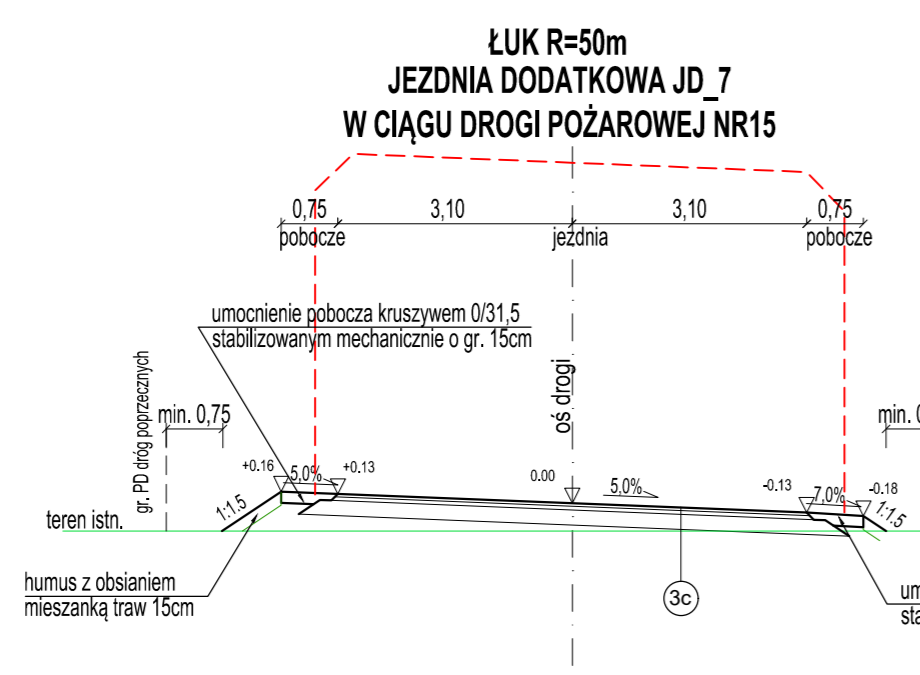 ŁUK R=50m
JEZDNIA DODATKOWA JD_7
W CIĄGU DROGI POŻAROWEJ NR15
0,75 3,10 3,10 0,75
pobocze jezdnia pobocze
umocnienie pobocza kruszywem 0/31,5
stabilizowanym mechanicznie o gr. 15cm
gr. PD dróg poprzecznych
oś drogi
min. 0,75 min. 0
+0.16 5,0% +0.13 0.00 5,0% -0.13 7,0% -0.18
1:1.5 1:1.5
teren istn.
humus z obsianiem
mieszanką traw 15cm
3c
um
sta